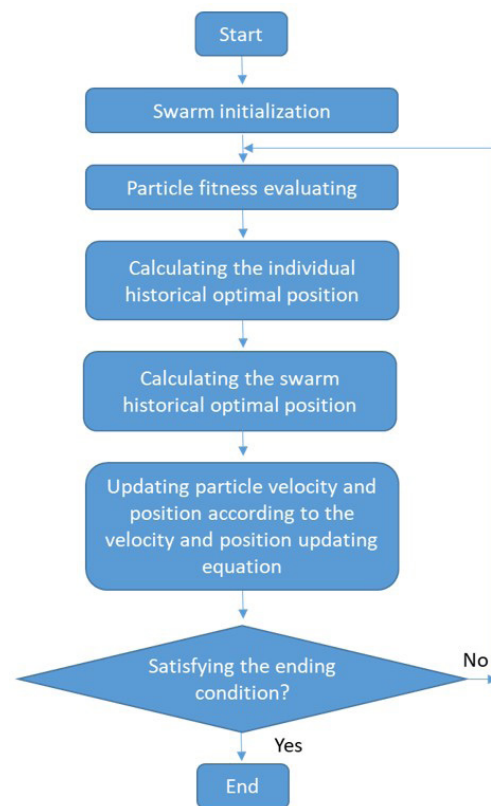 Start
Swarm initialization
Particle fitness evaluating
Calculating the individual
historical optimal position
Calculating the swarm
historical optimal position
Updating particle velocity and
position according to the
velocity and position updating
equation
Satisfying the ending
condition?
No
Yes
End